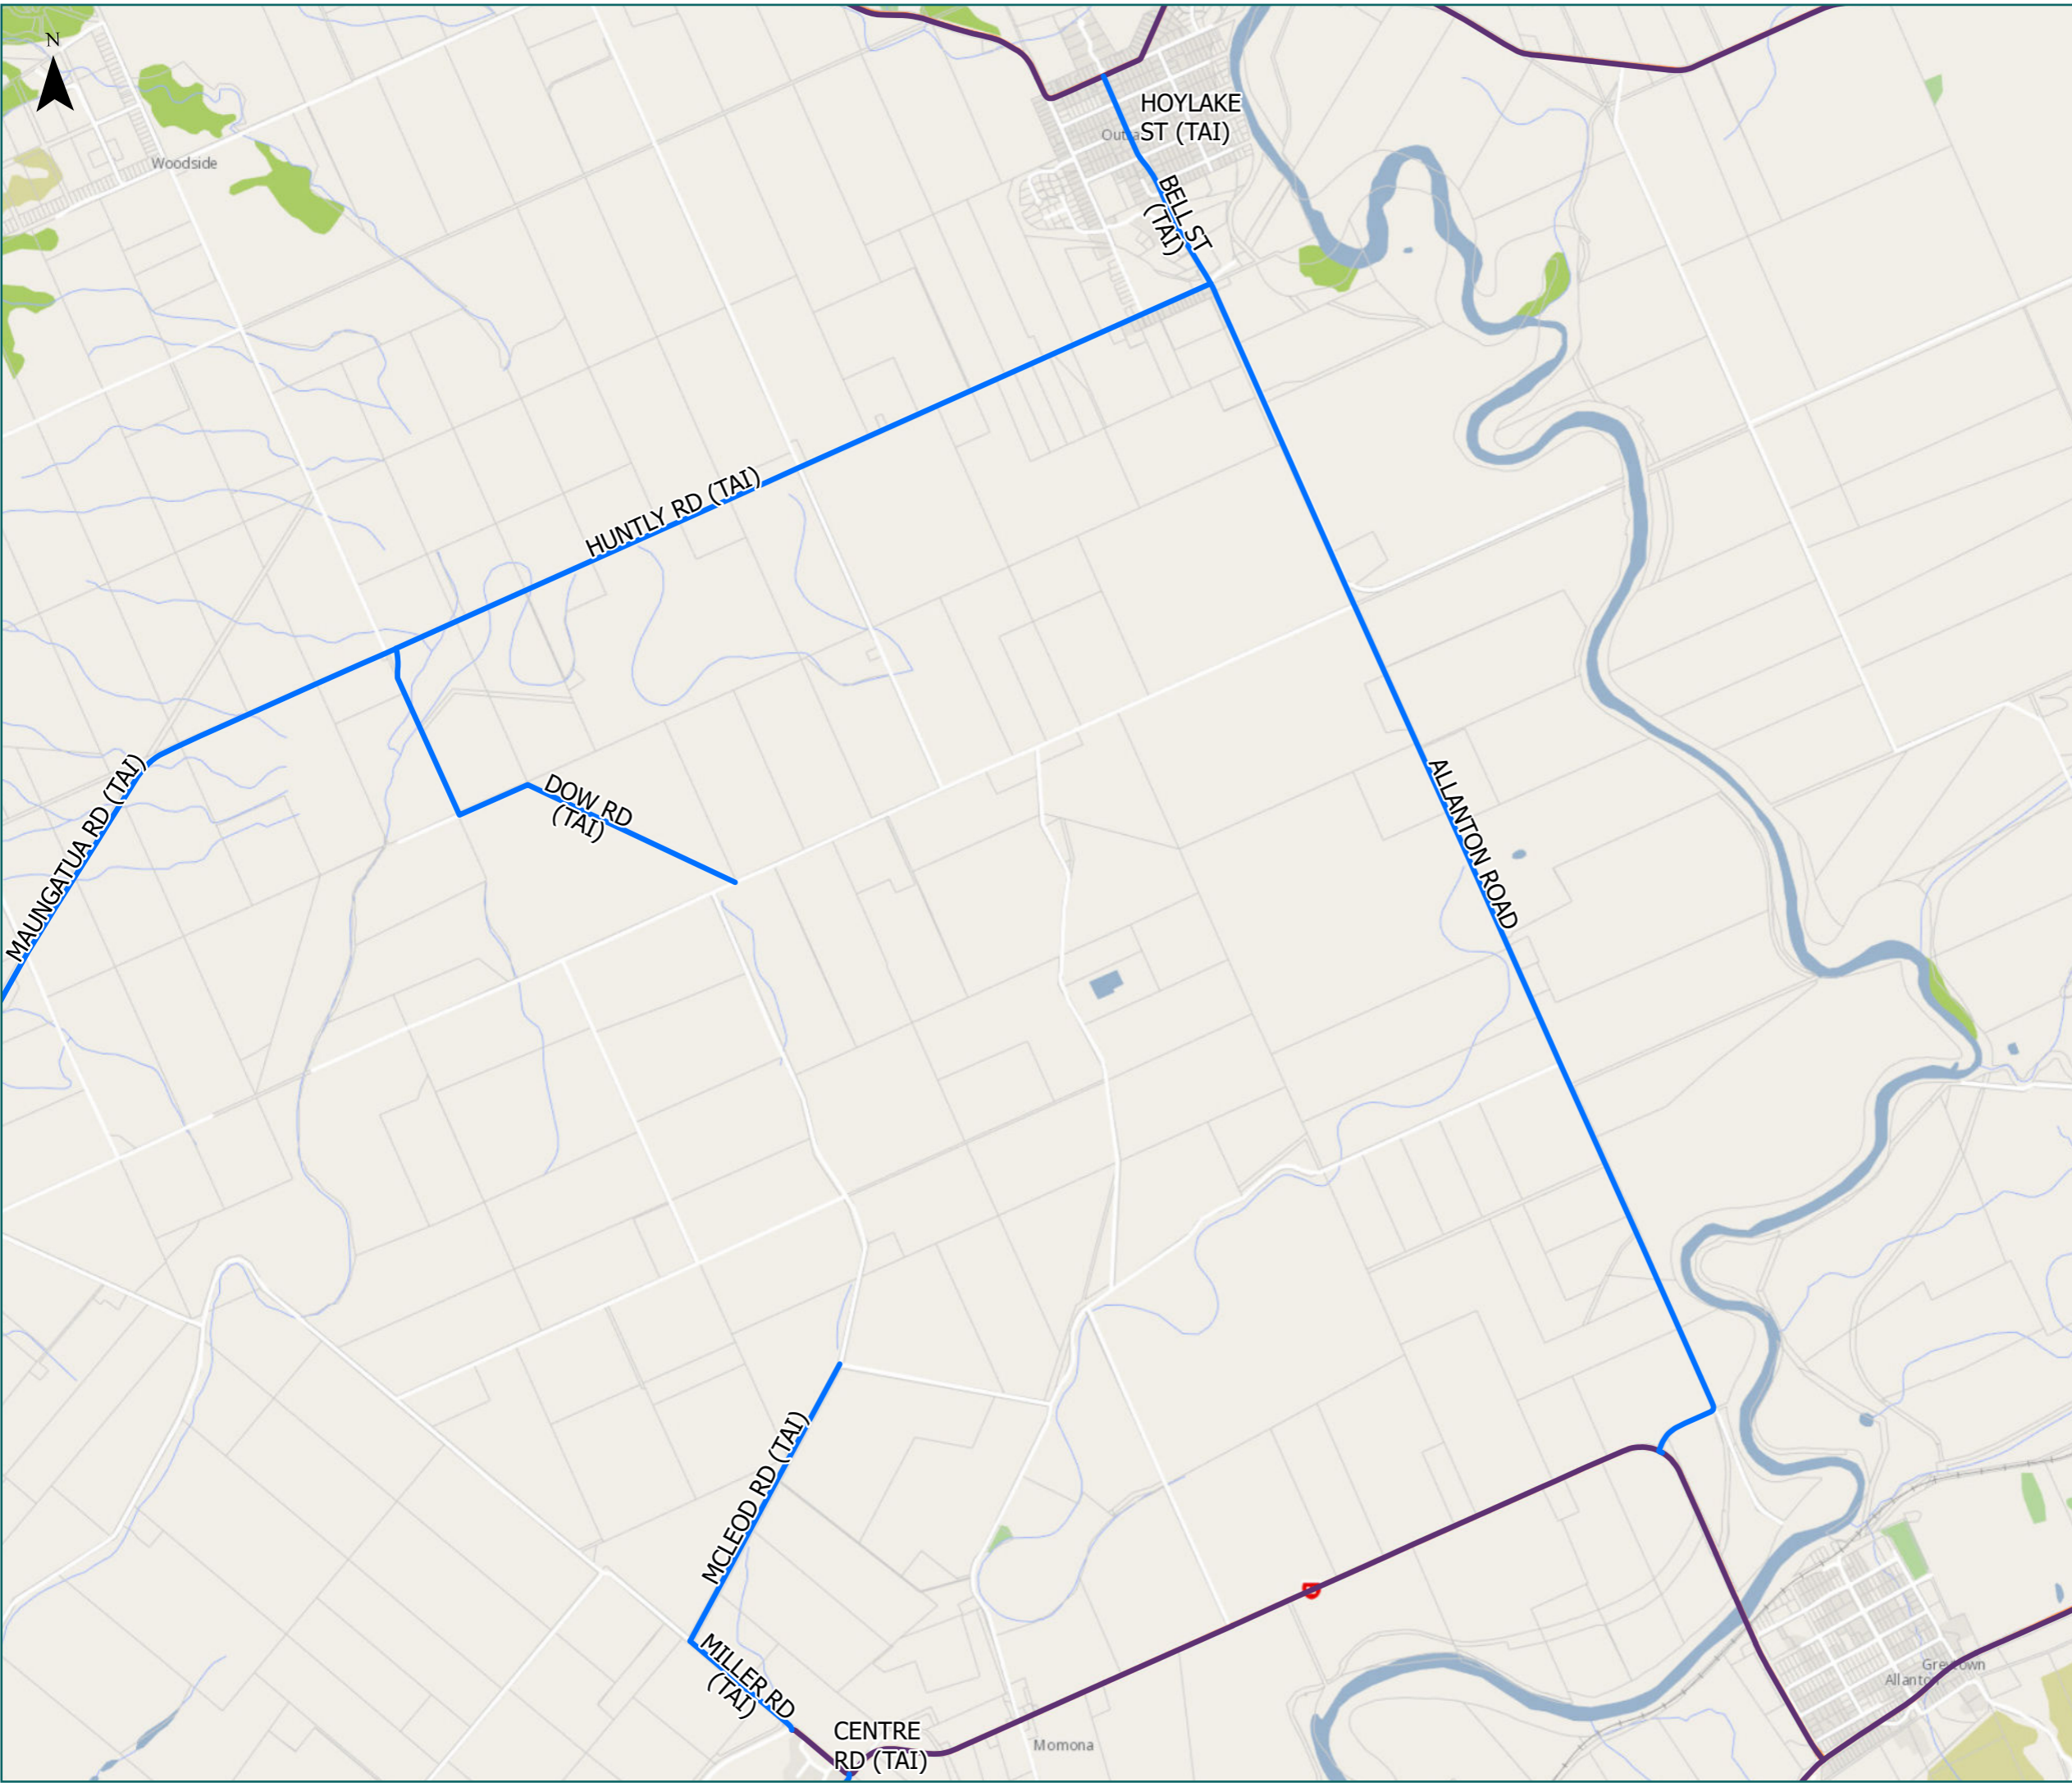 N
Woodside
HOYLAKE
ST (TAI)
BELL ST
(TAI)
HUNTLY RD (TAI)
DOW RD
(TAI)
MAUNGATUA RD (TAI)
ALLANTON ROAD
MCLEOD RD (TAI)
MILLER RD
(TAI)
CENTRE
RD (TAI)
Momona